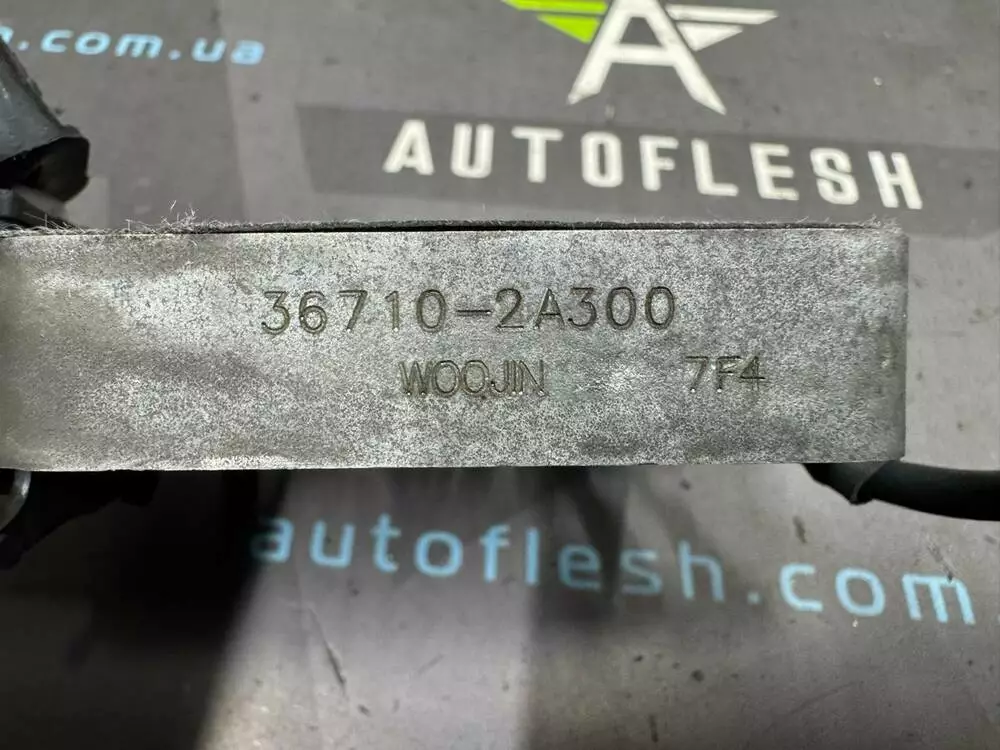 h.com.ua
AUTOFLESH
36710-2A300
WOOJIN 7F4
autoflesh.com